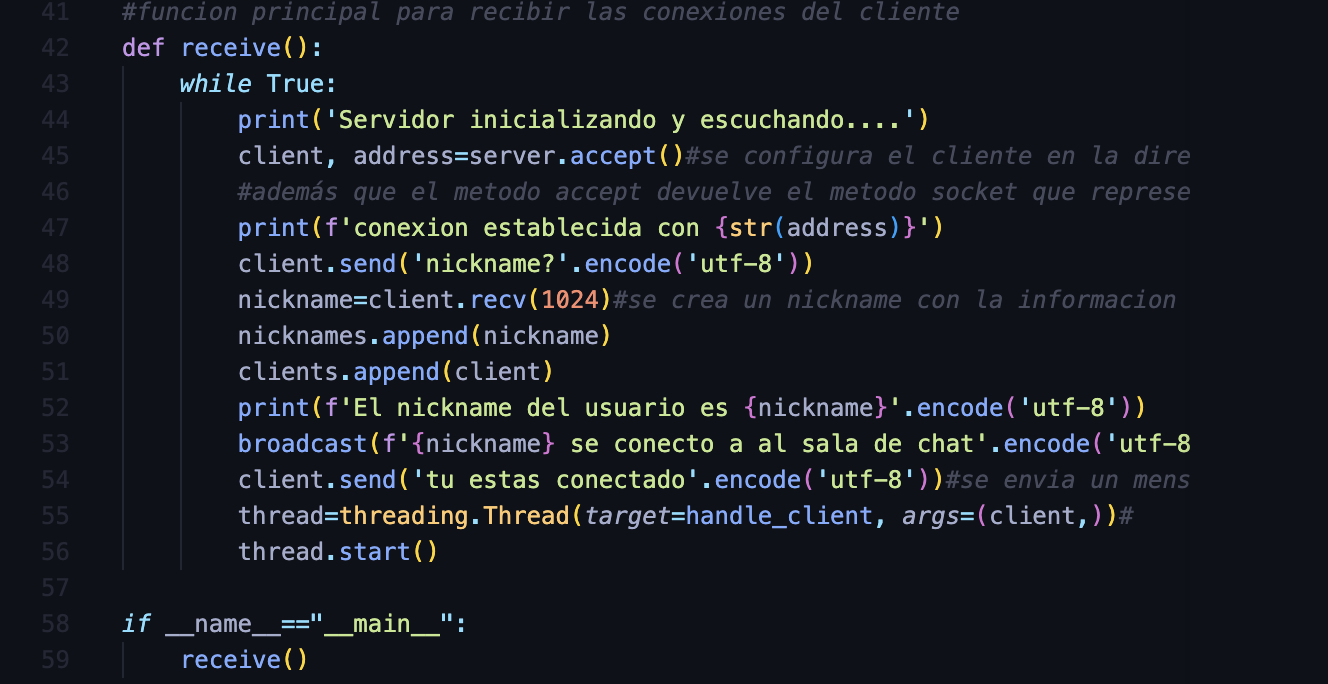 41 #funcion principal para recibir las conexiones del cliente
42 def receive():
43     while True:
44         print('Servidor inicializando y escuchando....')
45         client, address=server.accept()#se configura el cliente en la dire
46         #además que el metodo accept devuelve el metodo socket que represe
47         print(f'conexion establecida con {str(address)}')
48         client.send('nickname?'.encode('utf-8'))
49         nickname=client.recv(1024)#se crea un nickname con la informacion
50         nicknames.append(nickname)
51         clients.append(client)
52         print(f'El nickname del usuario es {nickname}'.encode('utf-8'))
53         broadcast(f'{nickname} se conecto a al sala de chat'.encode('utf-8
54         client.send('tu estas conectado'.encode('utf-8'))#se envia un mens
55         thread=threading.Thread(target=handle_client, args=(client,))#
56         thread.start()
57
58 if __name__=="__main__":
59     receive()